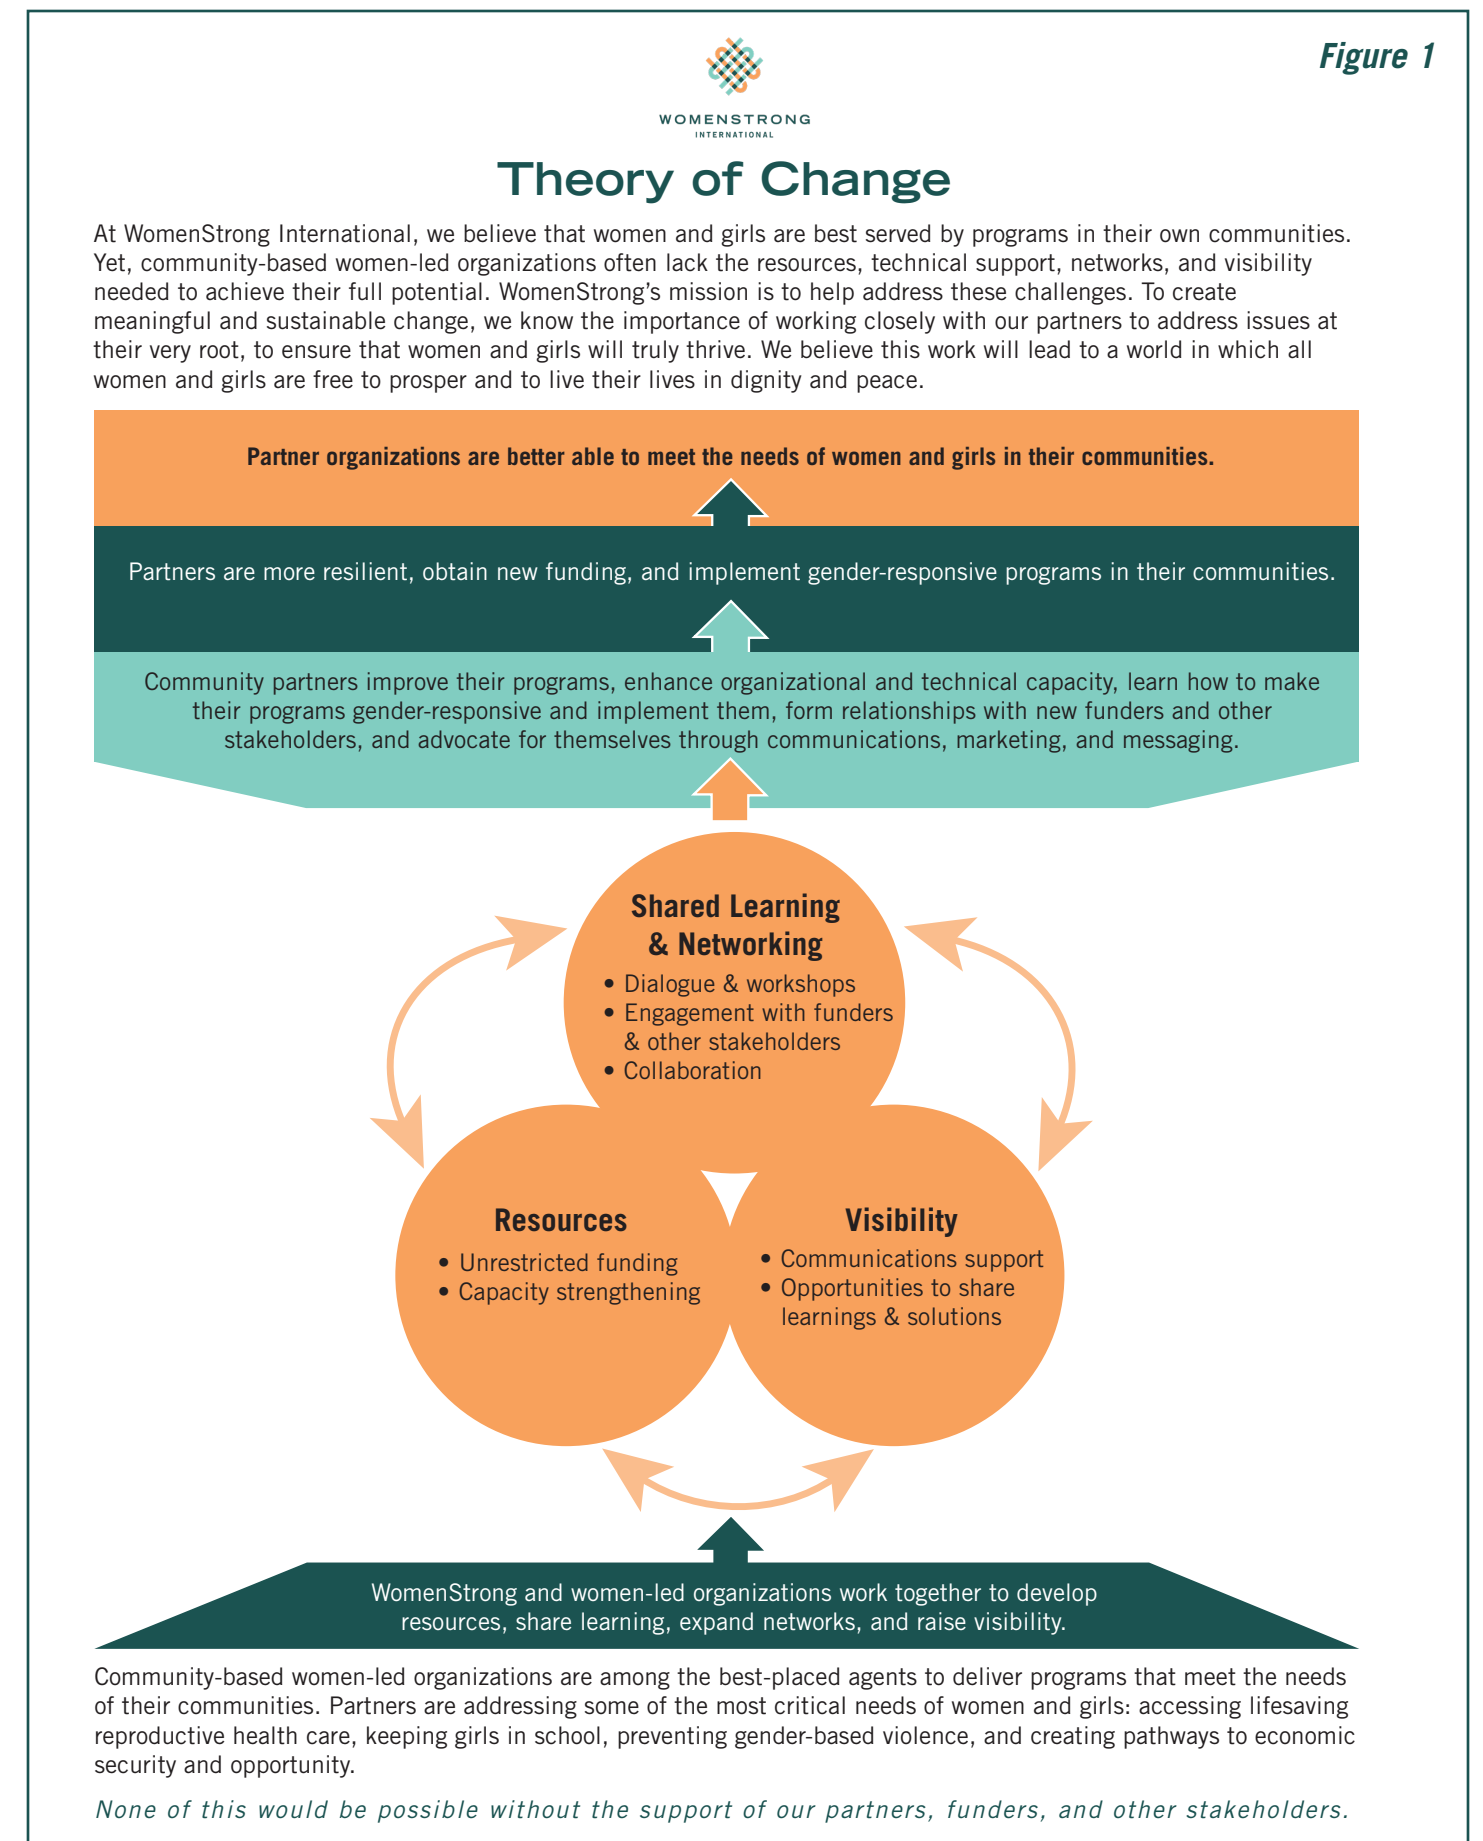 Figure 1
WOMENSTRONG
INTERNATIONAL
Theory of Change
At WomenStrong International, we believe that women and girls are best served by programs in their own communities.
Yet, community-based women-led organizations often lack the resources, technical support, networks, and visibility
needed to achieve their full potential. WomenStrong’s mission is to help address these challenges. To create
meaningful and sustainable change, we know the importance of working closely with our partners to address issues at
their very root, to ensure that women and girls will truly thrive. We believe this work will lead to a world in which all
women and girls are free to prosper and to live their lives in dignity and peace.
Partner organizations are better able to meet the needs of women and girls in their communities.
Partners are more resilient, obtain new funding, and implement gender-responsive programs in their communities.
Community partners improve their programs, enhance organizational and technical capacity, learn how to make
their programs gender-responsive and implement them, form relationships with new funders and other
stakeholders, and advocate for themselves through communications, marketing, and messaging.
Shared Learning
& Networking
• Dialogue & workshops
• Engagement with funders
& other stakeholders
• Collaboration
Resources
• Unrestricted funding
• Capacity strengthening
Visibility
• Communications support
• Opportunities to share
learnings & solutions
WomenStrong and women-led organizations work together to develop
resources, share learning, expand networks, and raise visibility.
Community-based women-led organizations are among the best-placed agents to deliver programs that meet the needs
of their communities. Partners are addressing some of the most critical needs of women and girls: accessing lifesaving
reproductive health care, keeping girls in school, preventing gender-based violence, and creating pathways to economic
security and opportunity.
None of this would be possible without the support of our partners, funders, and other stakeholders.